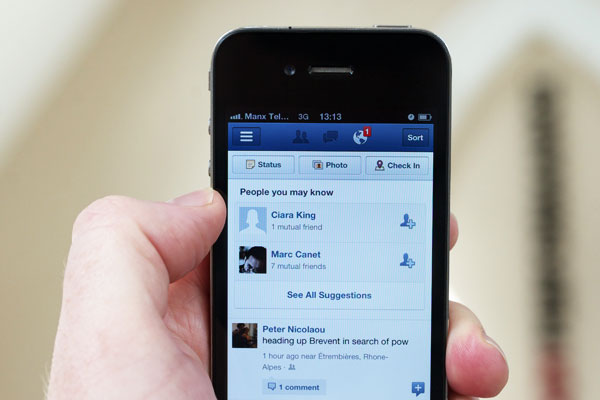 Manx Tel... 3G 13:13
1
Sort
Status Photo Check In
People you may know
Ciara King
1 mutual friend
Marc Canet
7 mutual friends
See All Suggestions
Peter Nicolaou
heading up Brevent in search of pow
1 hour ago near Étrembières, Rhone-
Alpes ·
1 comment